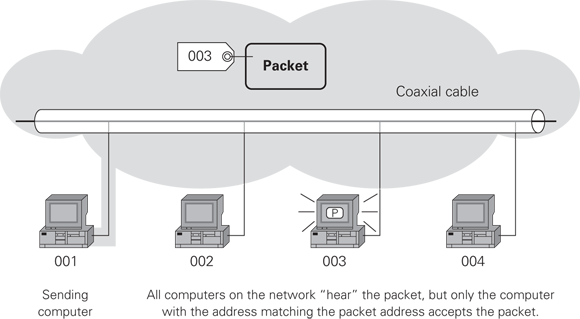 003
Packet
Coaxial cable
P
001
002
003
004
Sending
computer
All computers on the network “hear” the packet, but only the computer
with the address matching the packet address accepts the packet.